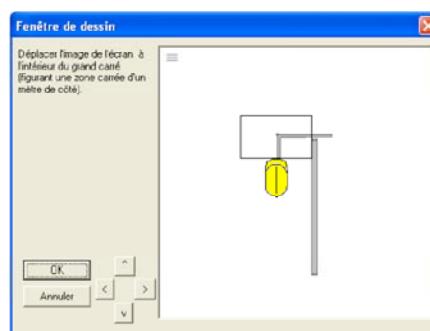 Fenêtre de dessin
Déplacer l'image de l'écran à
l'intérieur du grand carré
(figurant une zone carrée d'un
mètre de côté).
OK
Annuler
^
<
>
v